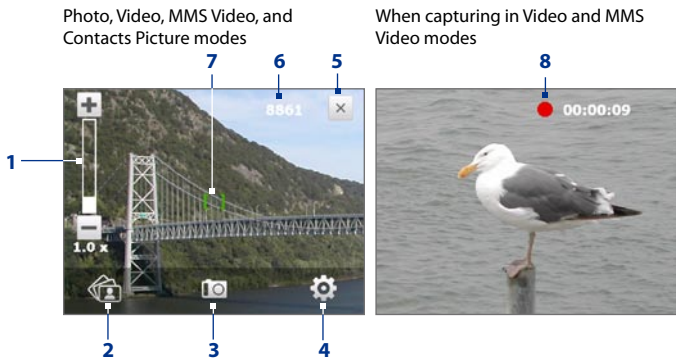 Photo, Video, MMS Video, and
Contacts Picture modes
When capturing in Video and MMS
Video modes
7
6
5
8
8861
00:00:09
1
1.0 x
2
3
4